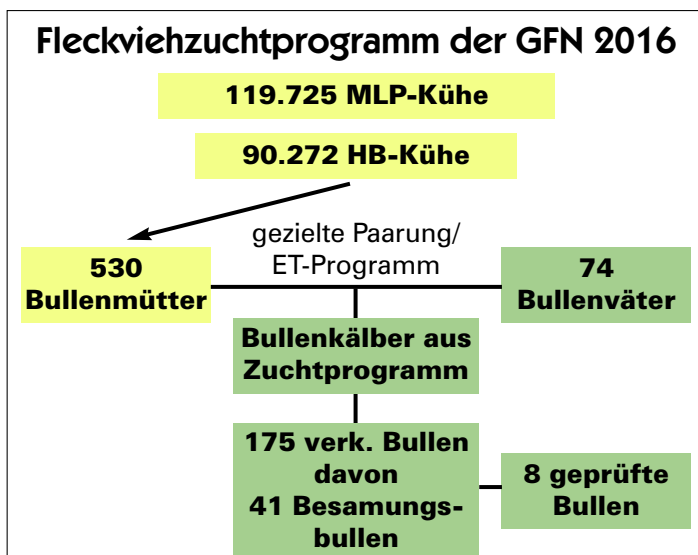 Fleckviehzuchtprogramm der GFN 2016
119.725 MLP-Kühe
90.272 HB-Kühe
gezielte Paarung/
ET-Programm
530
Bullenmütter
74
Bullenväter
Bullenkälber aus
Zuchtprogramm
175 verk. Bullen
davon
41 Besamungs-
bullen
8 geprüfte
Bullen